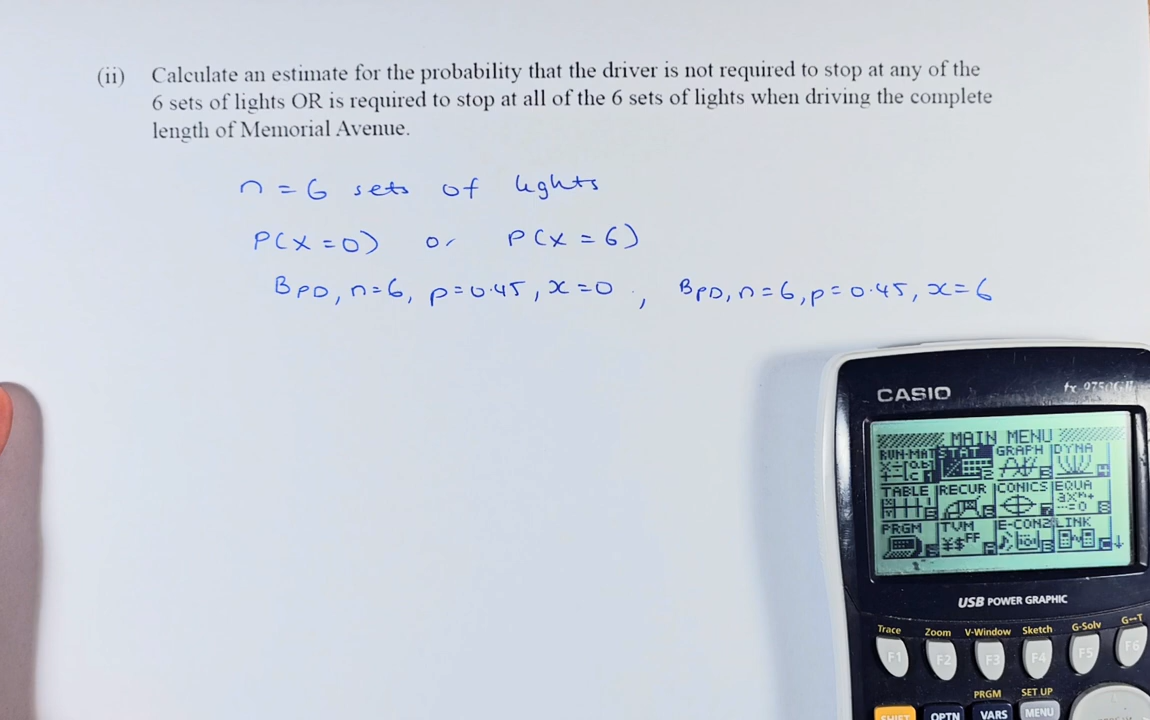 (ii) Calculate an estimate for the probability that the driver is not required to stop at any of the
6 sets of lights OR is required to stop at all of the 6 sets of lights when driving the complete
length of Memorial Avenue.
n = 6 sets of lights
P(X = 0) or P(X = 6)
BPD, n=6, p=0.45, x=0 , BPD, n=6, p=0.45, x=6
CASIO fx-9750GII
MAIN MENU
RUN-MAT STAT GRAPH DYNA
TABLE RECUR CONICS EQUA
PRGM TVM E-CON2 LINK
USB POWER GRAPHIC
Trace Zoom V-Window Sketch G-Solv G↔T
F1 F2 F3 F4 F5 F6
PRGM SET UP
SHIFT OPTN VARS MENU